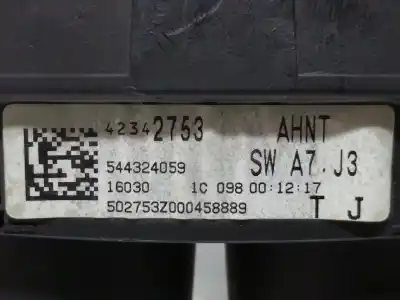 42342753 AHNT
544324059 SW A7.J3
16030 1C 098 00:12:17
502753Z000458889 T J